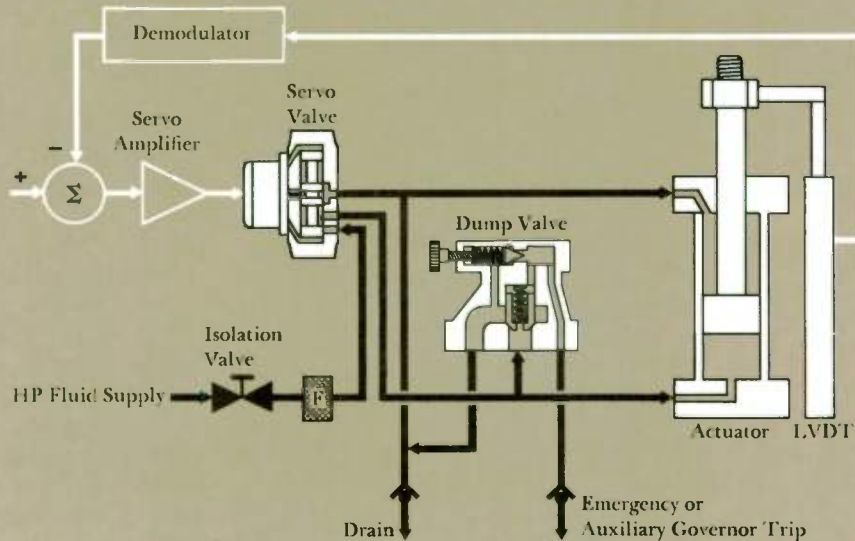 Demodulator
Servo
Valve
Servo
Amplifier
−
+
Σ
Dump Valve
Isolation
Valve
HP Fluid Supply
F
Actuator
LVDT
Drain
Emergency or
Auxiliary Governor Trip